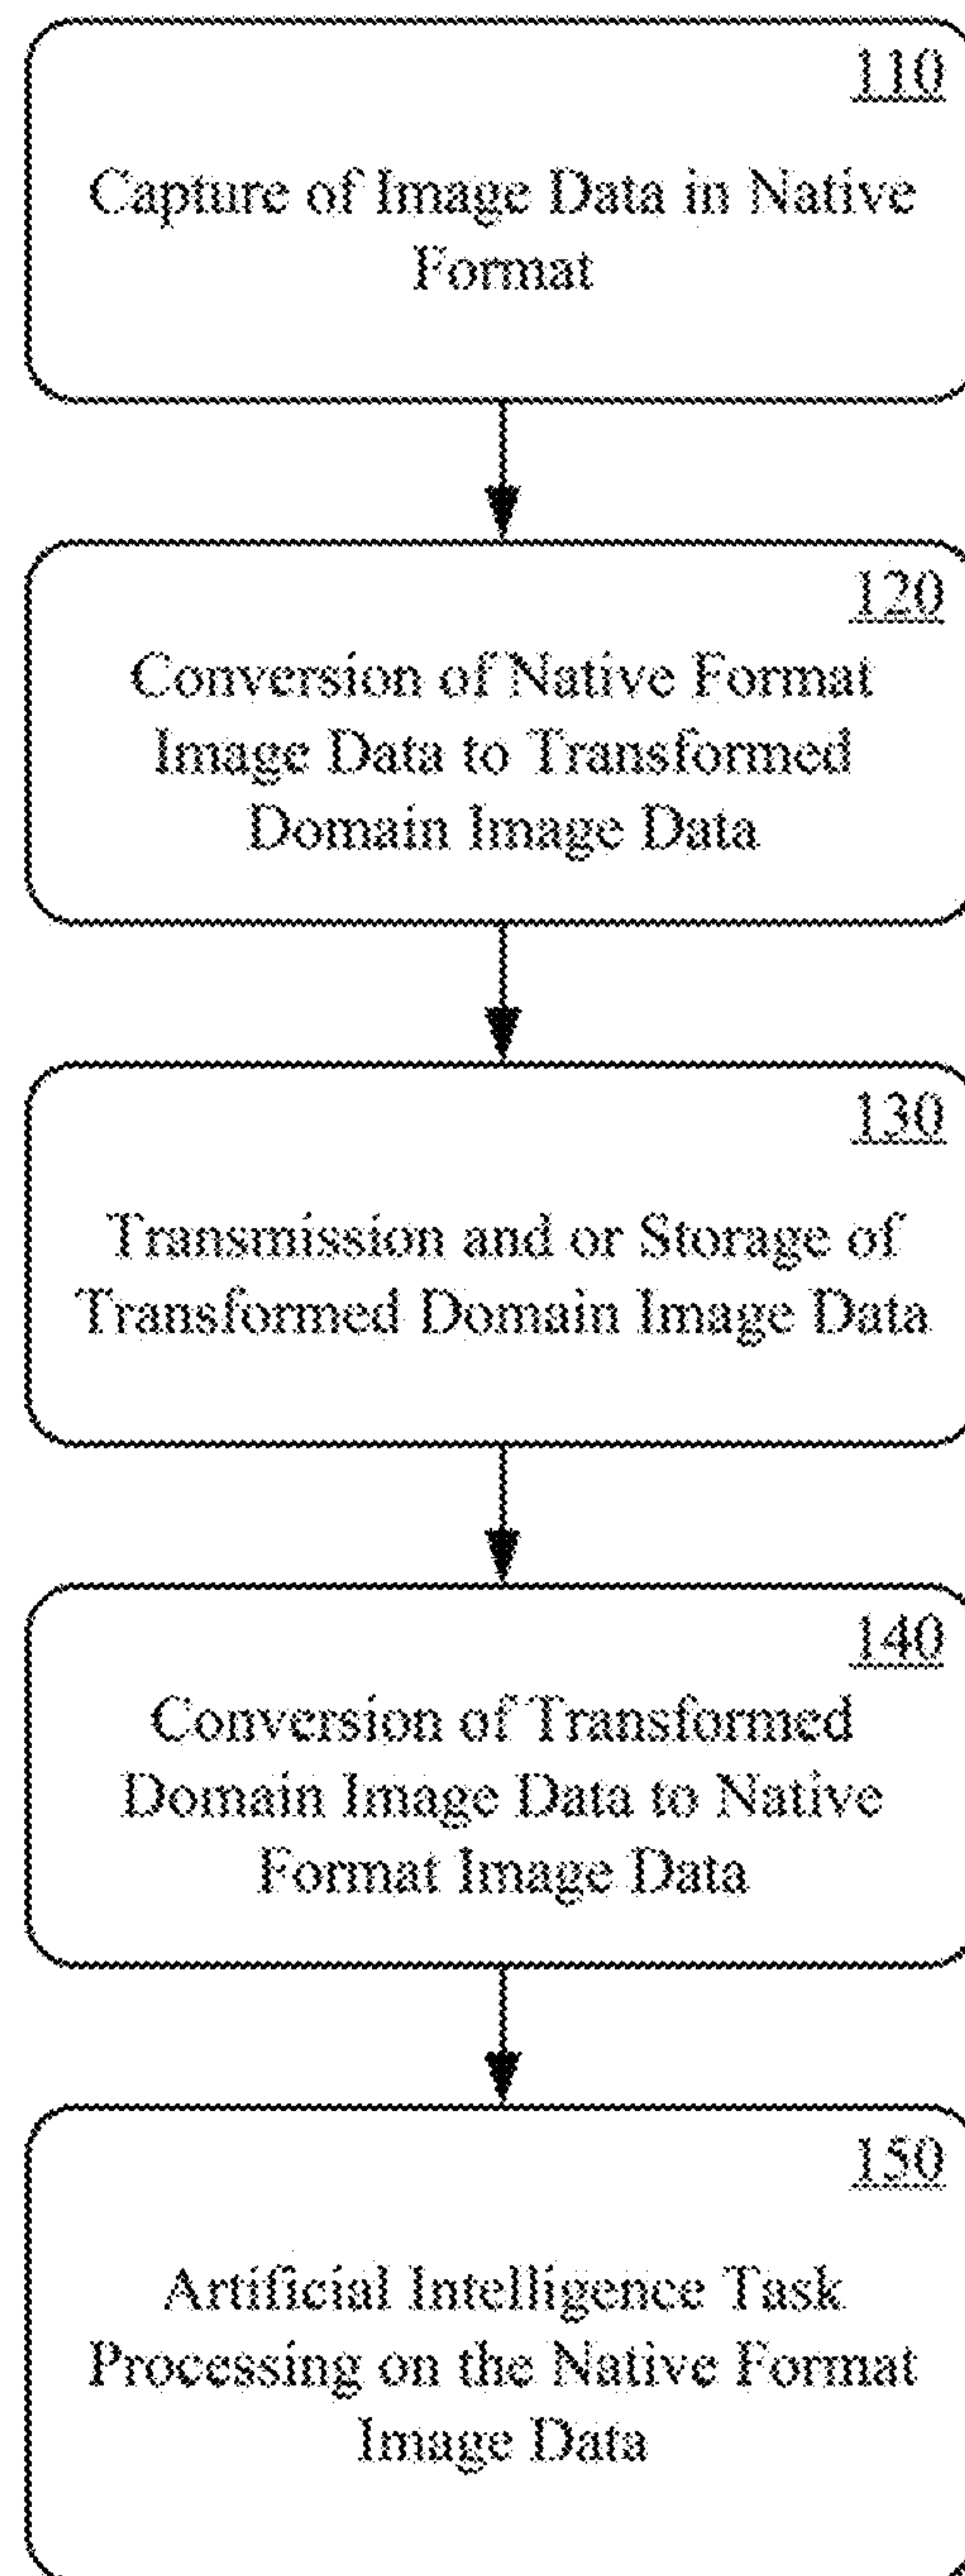 110
Capture of Image Data in Native
Format
120
Conversion of Native Format
Image Data to Transformed
Domain Image Data
130
Transmission and or Storage of
Transformed Domain Image Data
140
Conversion of Transformed
Domain Image Data to Native
Format Image Data
150
Artificial Intelligence Task
Processing on the Native Format
Image Data